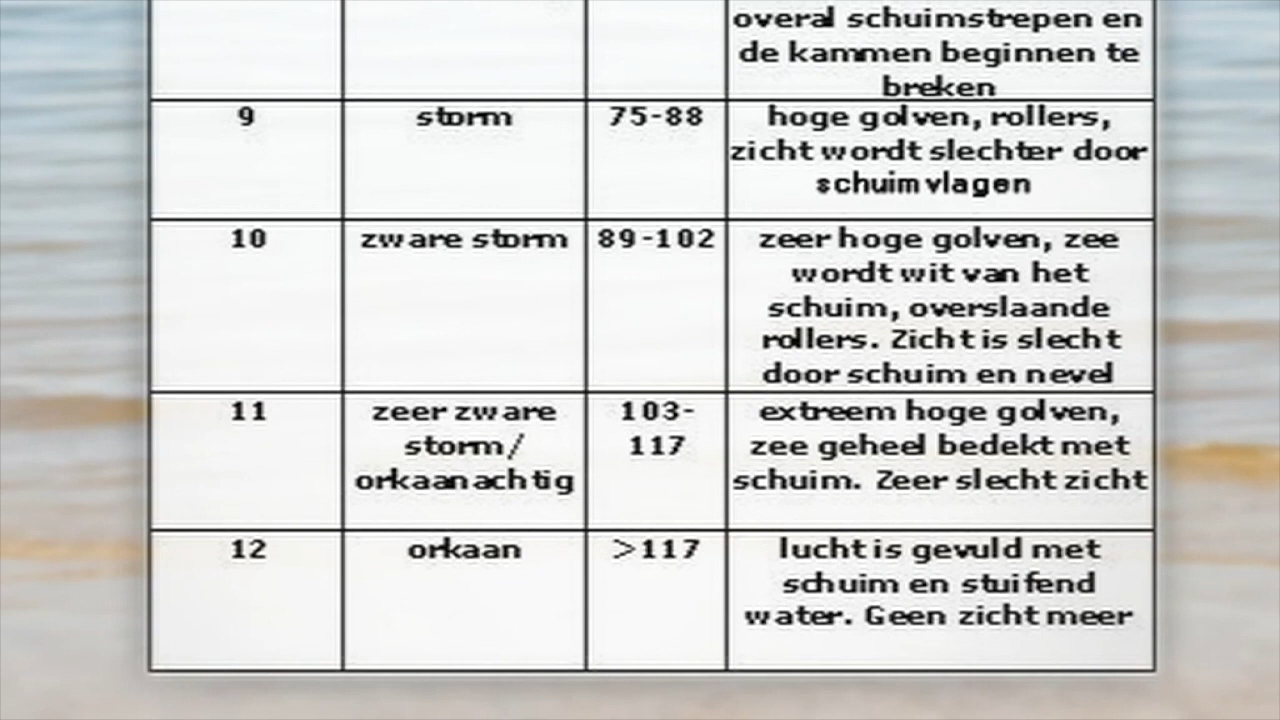 overal schuimstrepen en
de kammen beginnen te
breken
9 storm 75-88 hoge golven, rollers,
zicht wordt slechter door
schuimvlagen
10 zware storm 89-102 zeer hoge golven, zee
wordt wit van het
schuim, overslaande
rollers. Zicht is slecht
door schuim en nevel
11 zeer zware 103- extreem hoge golven,
storm/ 117 zee geheel bedekt met
orkaanachtig schuim. Zeer slecht zicht
12 orkaan >117 lucht is gevuld met
schuim en stuifend
water. Geen zicht meer